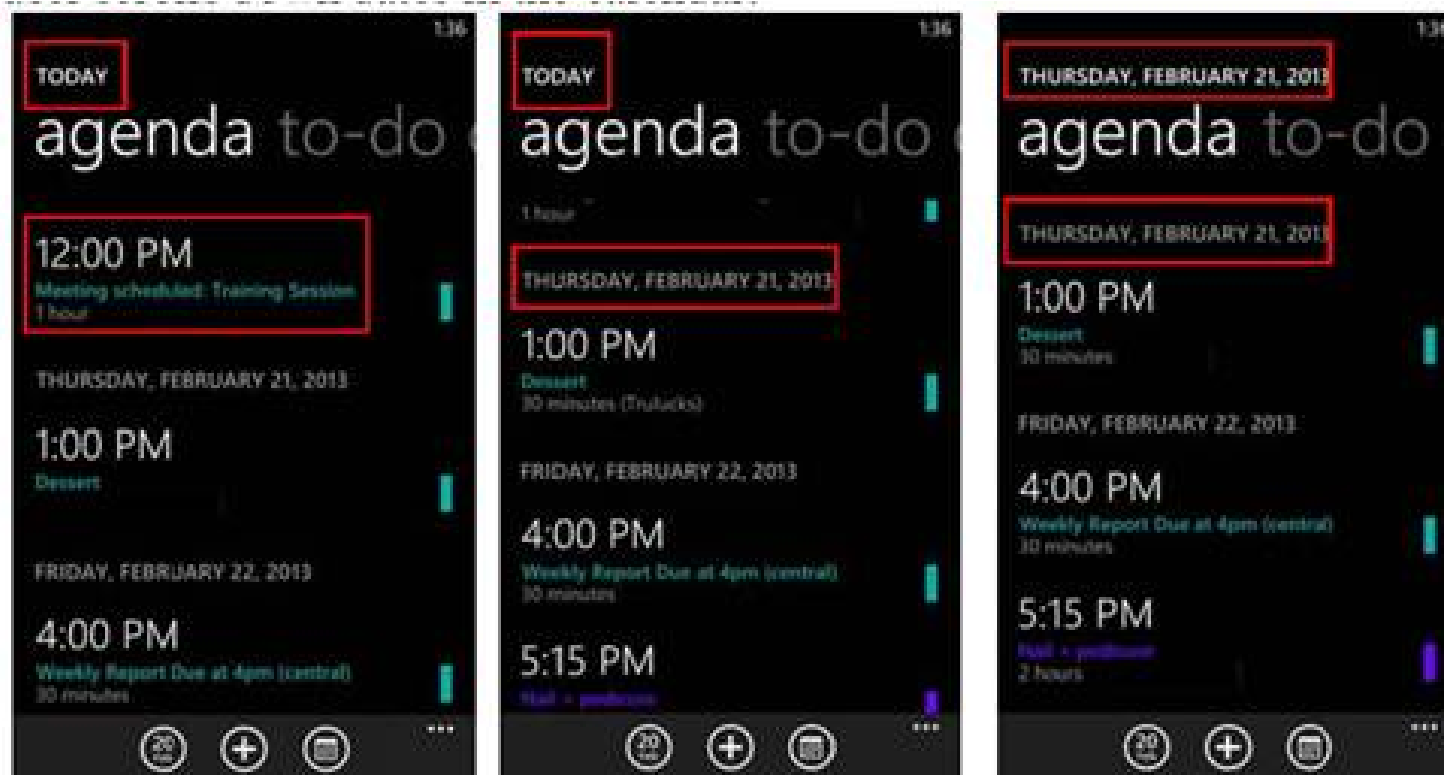 1:36
TODAY
agenda to-do
12:00 PM
Meeting scheduled: Training Session
1 hour
THURSDAY, FEBRUARY 21, 2013
1:00 PM
Dessert
FRIDAY, FEBRUARY 22, 2013
4:00 PM
Weekly Report Due at 4pm (central)
30 minutes
20
1:36
TODAY
agenda to-do
1 hour
THURSDAY, FEBRUARY 21, 2013
1:00 PM
Dessert
30 minutes (Trulucks)
FRIDAY, FEBRUARY 22, 2013
4:00 PM
Weekly Report Due at 4pm (central)
30 minutes
5:15 PM
Nail + pedicure
20
1:36
THURSDAY, FEBRUARY 21, 2013
agenda to-do
THURSDAY, FEBRUARY 21, 2013
1:00 PM
Dessert
30 minutes
FRIDAY, FEBRUARY 22, 2013
4:00 PM
Weekly Report Due at 4pm (central)
30 minutes
5:15 PM
Nail + pedicure
2 hours
20